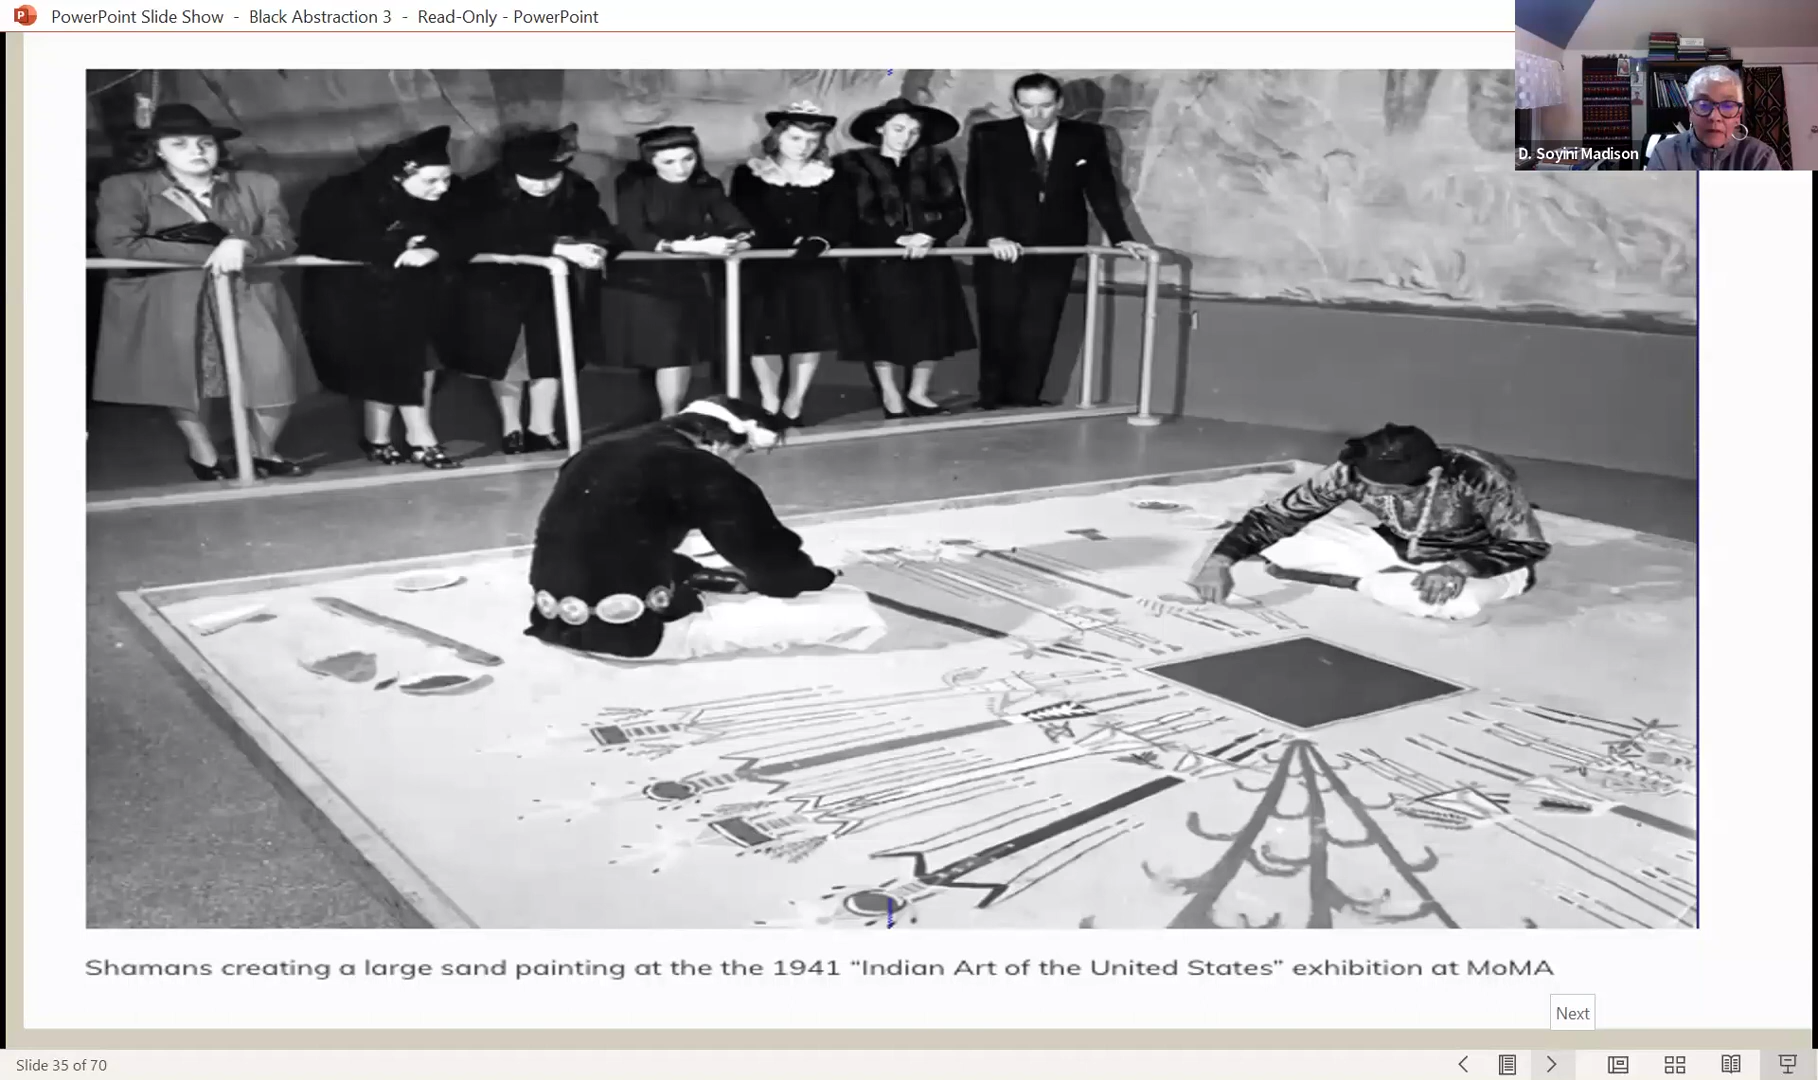 PowerPoint Slide Show - Black Abstraction 3 - Read-Only - PowerPoint
D. Soyini Madison
Shamans creating a large sand painting at the the 1941 “Indian Art of the United States” exhibition at MoMA
Next
Slide 35 of 70